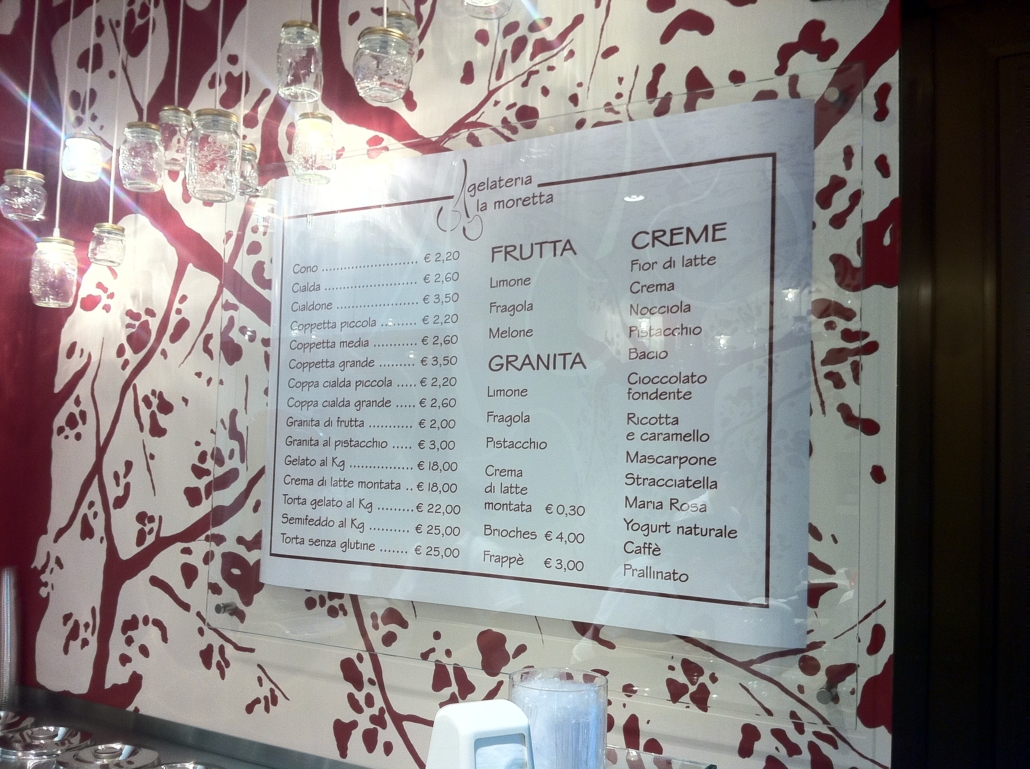 gelateria
la moretta
Cono ........................ € 2,20
Cialda ....................... € 2,60
Cialdone .................... € 3,50
Coppetta piccola ......... € 2,20
Coppetta media ........... € 2,60
Coppetta grande .......... € 3,50
Coppa cialda piccola ..... € 2,20
Coppa cialda grande ..... € 2,60
Granita di frutta .......... € 2,00
Granita al pistacchio ..... € 3,00
Gelato al Kg ................ € 18,00
Crema di latte montata .. € 18,00
Torta gelato al Kg ......... € 22,00
Semifeddo al Kg .......... € 25,00
Torta senza glutine ....... € 25,00
FRUTTA
Limone
Fragola
Melone
GRANITA
Limone
Fragola
Pistacchio
Crema
di latte
montata € 0,30
Brioches € 4,00
Frappè € 3,00
CREME
Fior di latte
Crema
Nocciola
Pistacchio
Bacio
Cioccolato
fondente
Ricotta
e caramello
Mascarpone
Stracciatella
Maria Rosa
Yogurt naturale
Caffè
Prallinato